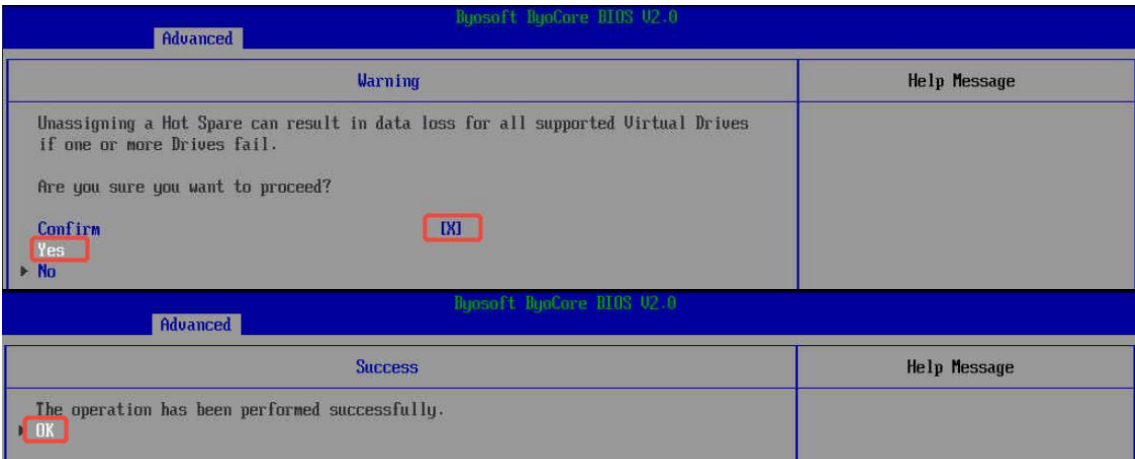 Byosoft ByoCore BIOS V2.0
Advanced
Warning
Help Message
Unassigning a Hot Spare can result in data loss for all supported Virtual Drives
if one or more Drives fail.
Are you sure you want to proceed?
Confirm [X]
Yes
No
Byosoft ByoCore BIOS V2.0
Advanced
Success
Help Message
The operation has been performed successfully.
OK